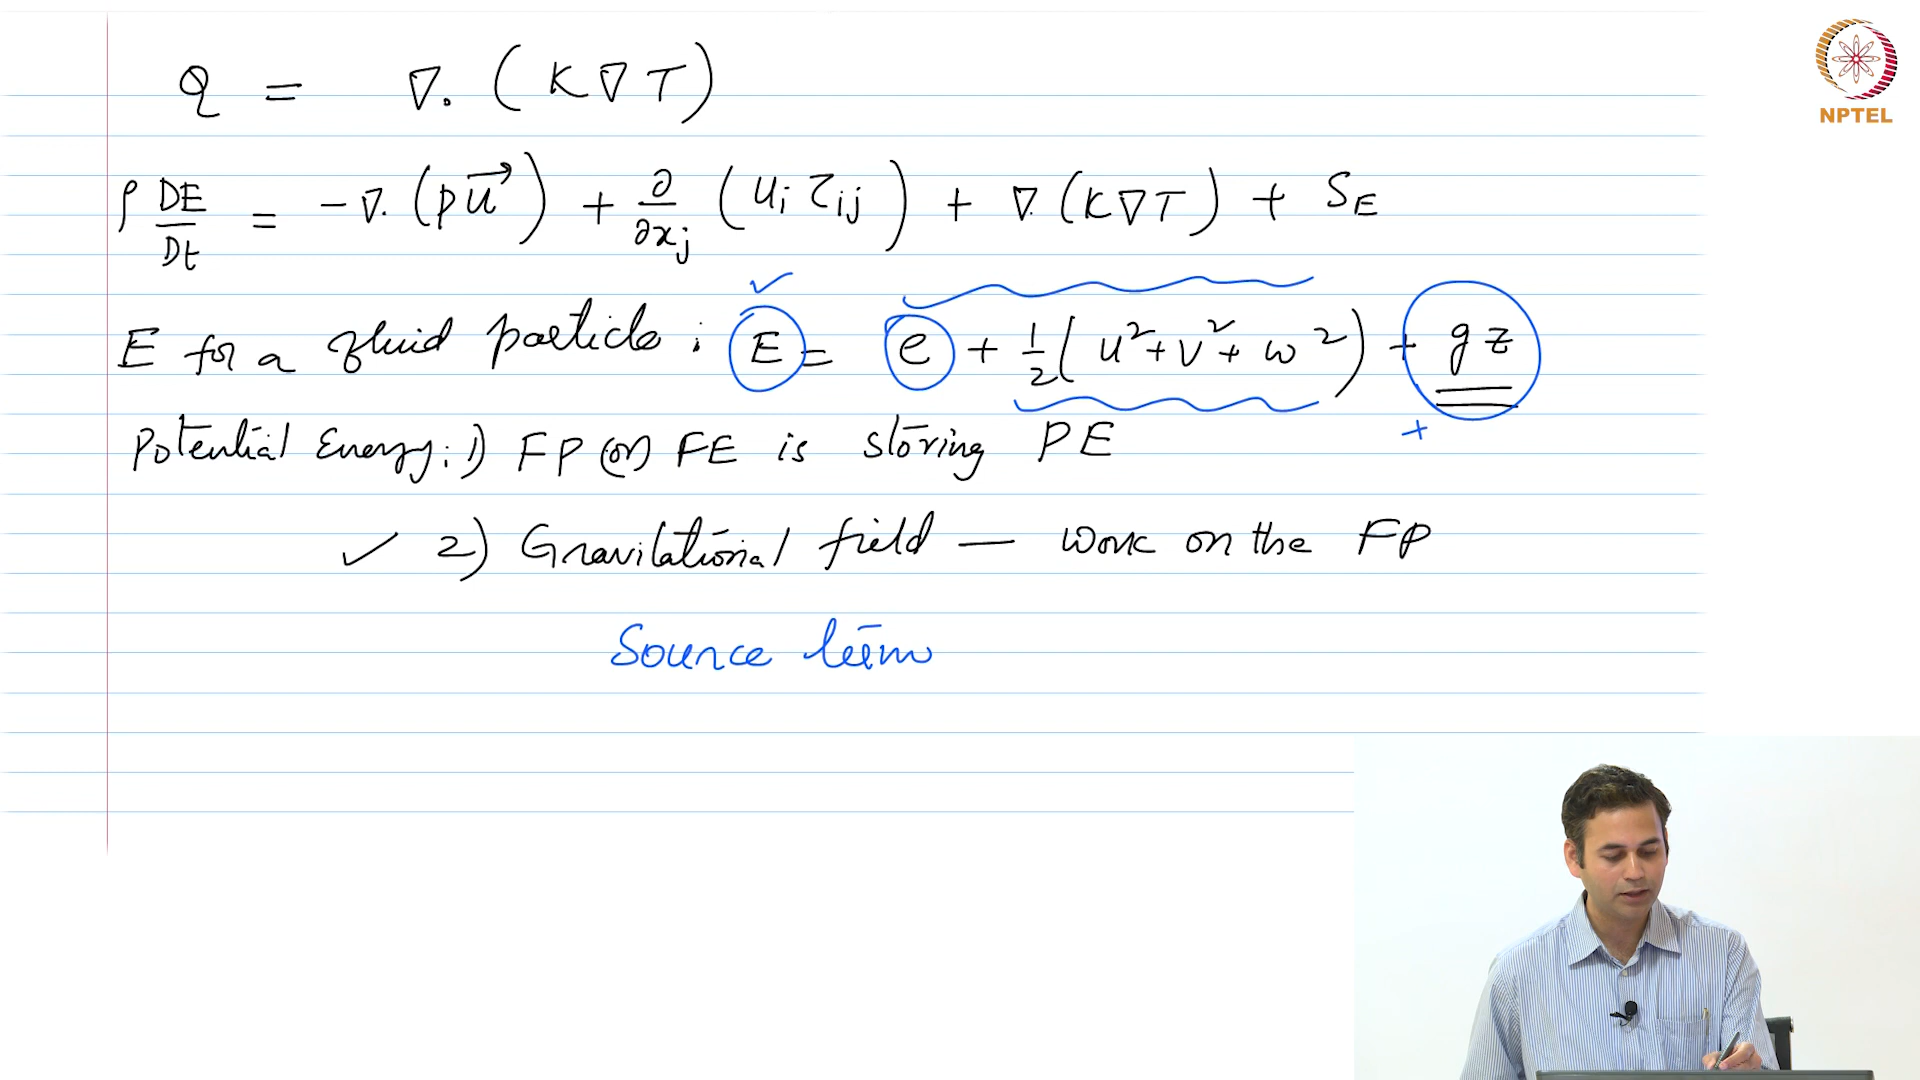 Q = ∇. (K∇T)
NPTEL
ρ DE/Dt = -∇. (p u⃗) + ∂/∂xj (ui τij) + ∇. (K∇T) + SE
E for a fluid particle : E = e + 1/2 (u² + v² + w²) + gz
Potential Energy: 1) FP (or) FE is storing PE
✓ 2) Gravitational field — work on the FP
Source term